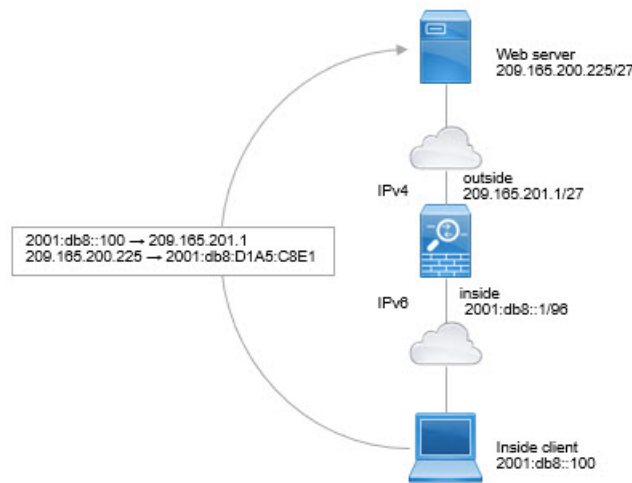 Web server
209.165.200.225/27
outside
IPv4
209.165.201.1/27
2001:db8::100 → 209.165.201.1
209.165.200.225 → 2001:db8:D1A5:C8E1
IPv6
inside
2001:db8::1/96
Inside client
2001:db8::100